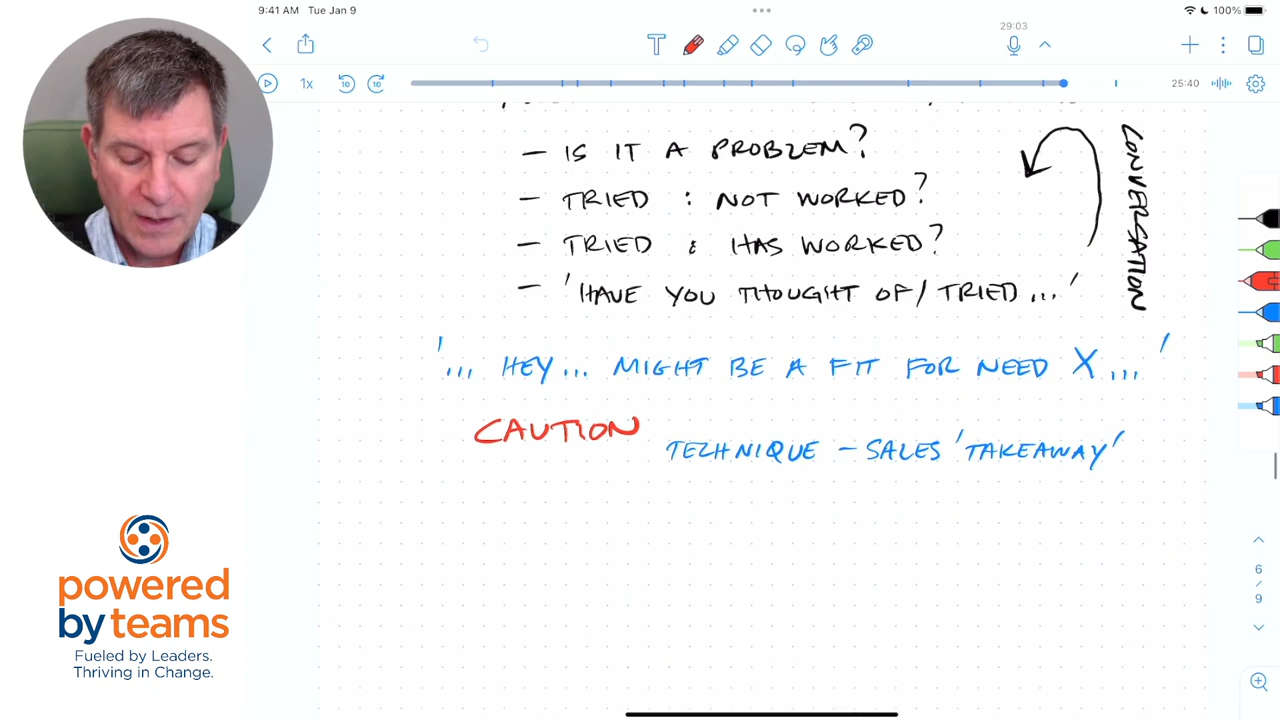 9:41 AM Tue Jan 9
100%
29:03
T
1x
10
10
25:40
– IS IT A PROBLEM?
– TRIED : NOT WORKED?
– TRIED & HAS WORKED?
– 'HAVE YOU THOUGHT OF/TRIED...'
CONVERSATION
'... HEY... MIGHT BE A FIT FOR NEED X...'
CAUTION
TECHNIQUE – SALES 'TAKEAWAY'
6
/
9
powered
by teams
Fueled by Leaders.
Thriving in Change.